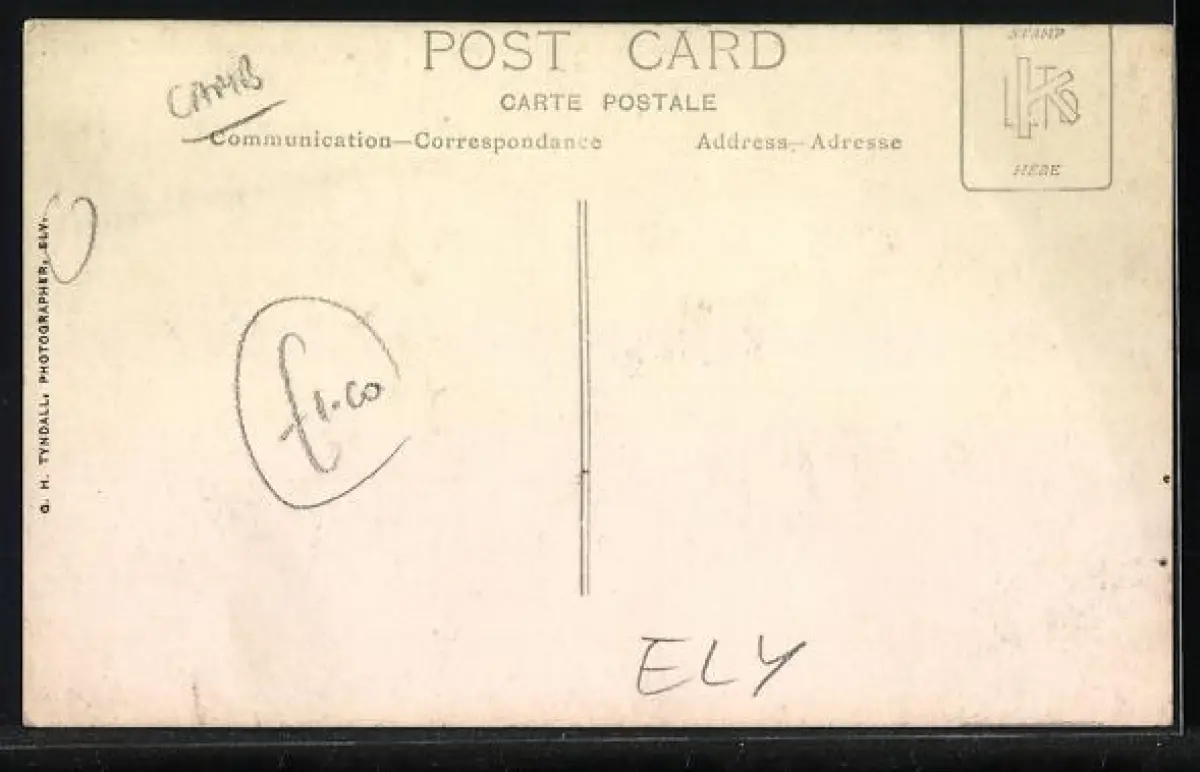 POST CARD
CARTE POSTALE
CAMB
Communication—Correspondance
Address—Adresse
STAMP
HERE
G. H. TYNDALL, PHOTOGRAPHER, ELY.
£1-00
ELY